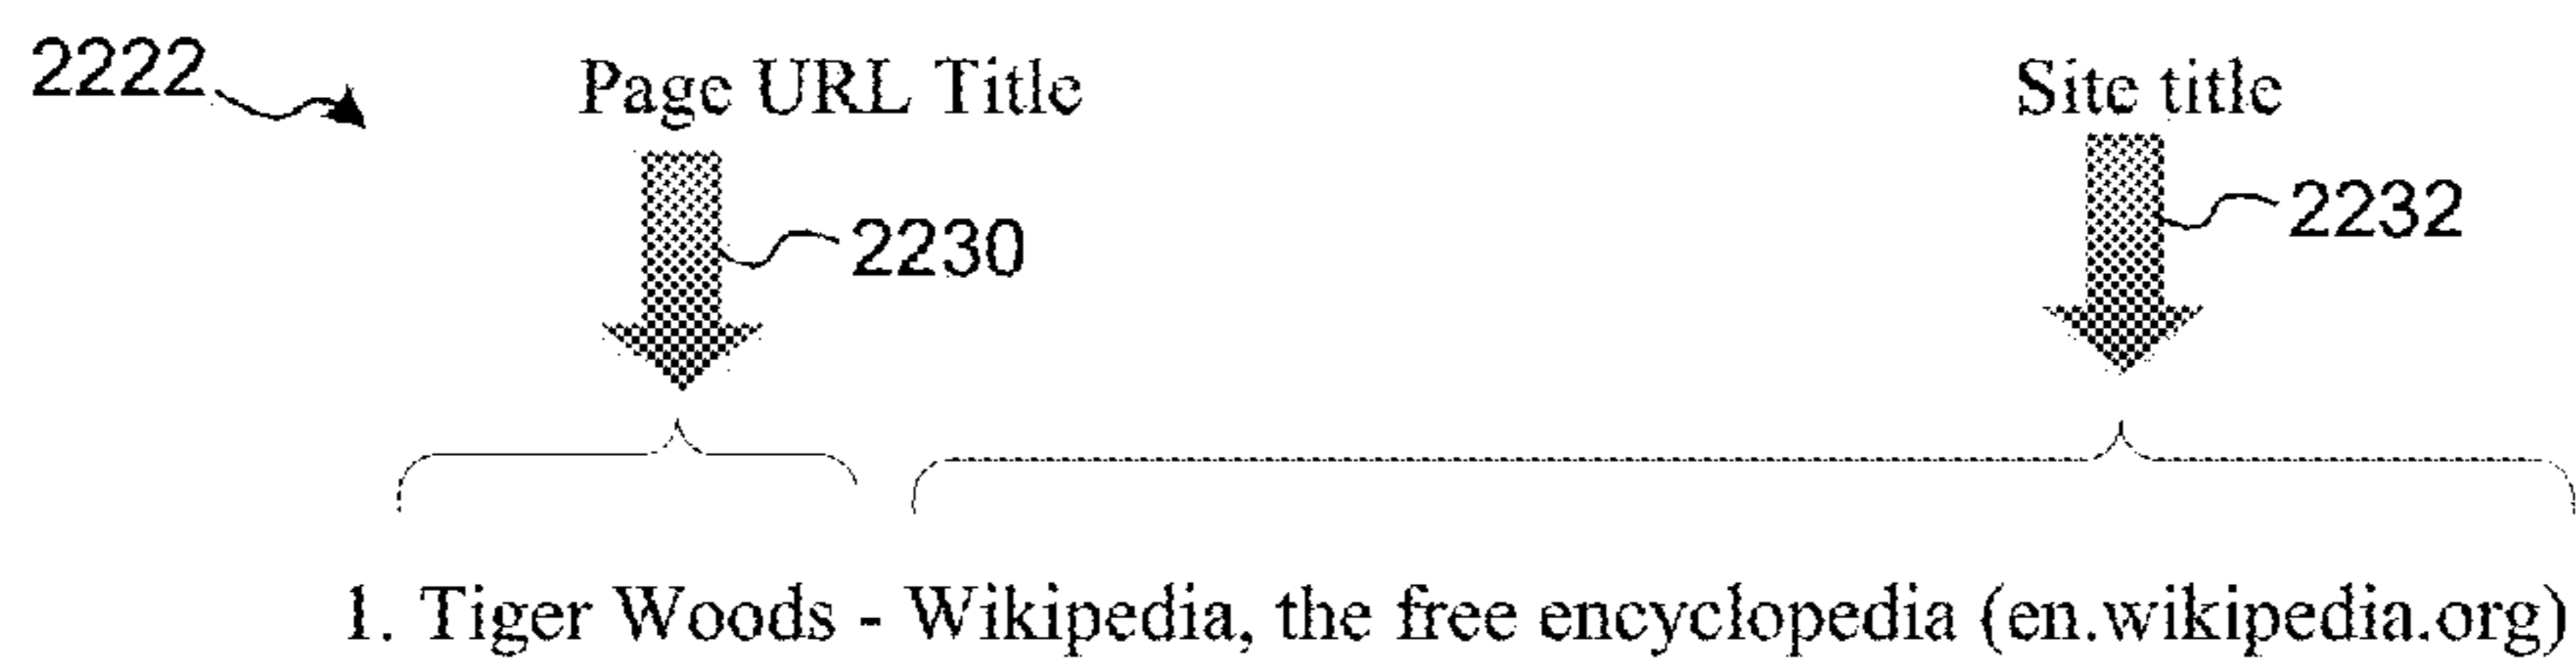 2222
Page URL Title
Site title
2230
2232
1. Tiger Woods - Wikipedia, the free encyclopedia (en.wikipedia.org)